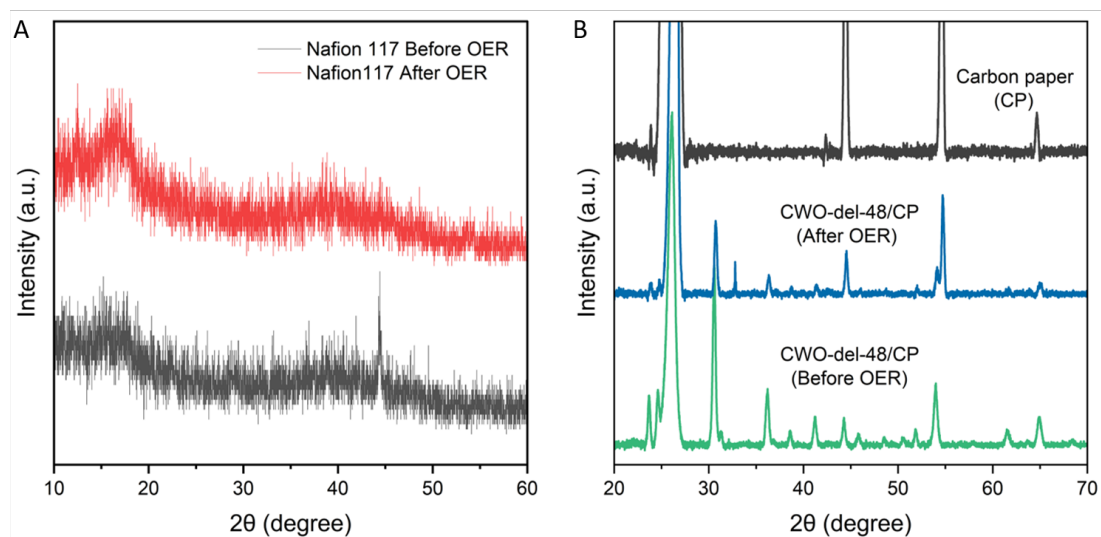 A
Nafion 117 Before OER
Nafion117 After OER
Intensity (a.u.)
10 20 30 40 50 60
2θ (degree)
B
Carbon paper
(CP)
CWO-del-48/CP
(After OER)
CWO-del-48/CP
(Before OER)
Intensity (a.u.)
20 30 40 50 60 70
2θ (degree)